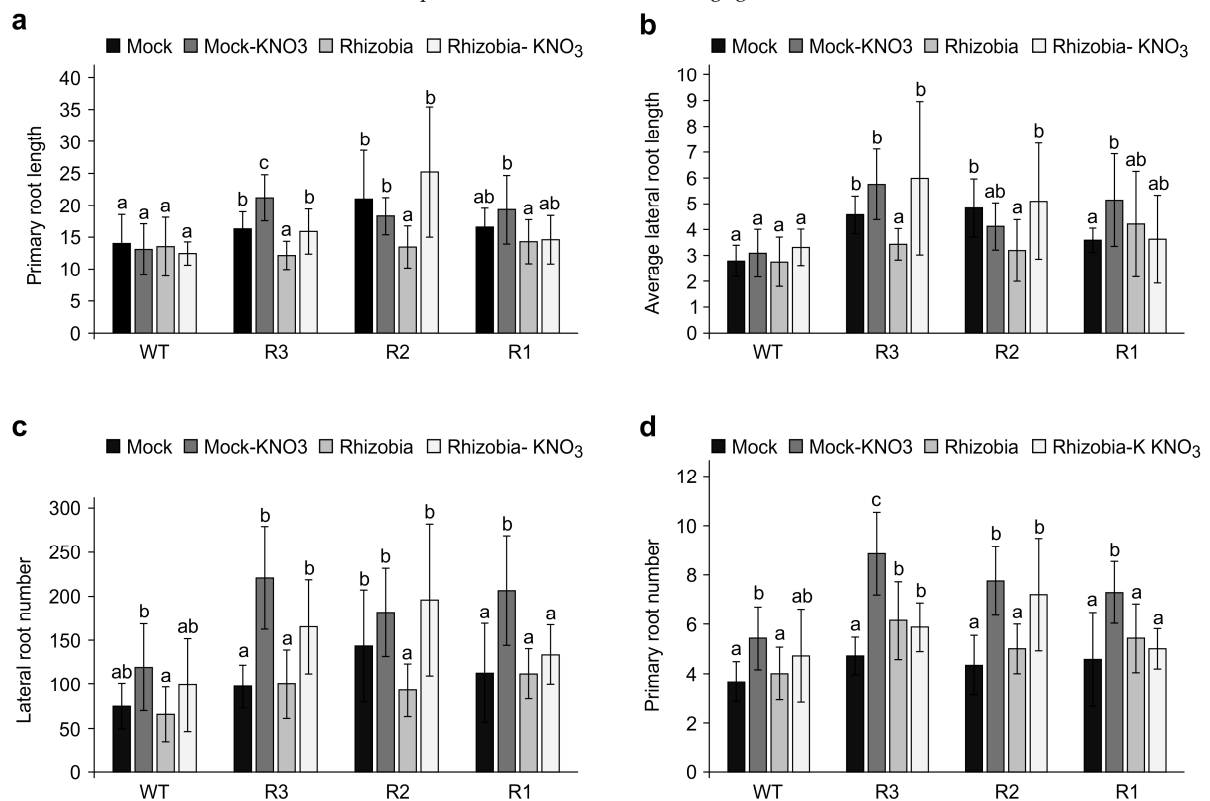 a
Mock Mock-KNO3 Rhizobia Rhizobia- KNO3
Primary root length
40
35
30
25
20
15
10
5
0
a a a a
b c a b
b b a b
ab b a ab
WT R3 R2 R1
b
Mock Mock-KNO3 Rhizobia Rhizobia- KNO3
Average lateral root length
10
9
8
7
6
5
4
3
2
1
0
a a a a
b b a b
b ab a b
a b ab ab
WT R3 R2 R1
c
Mock Mock-KNO3 Rhizobia Rhizobia- KNO3
Lateral root number
300
250
200
150
100
50
0
ab b a ab
a b a b
b b a b
a b a a
WT R3 R2 R1
d
Mock Mock-KNO3 Rhizobia Rhizobia-K KNO3
Primary root number
12
10
8
6
4
2
0
a b a ab
a c b b
a b a b
a b a a
WT R3 R2 R1